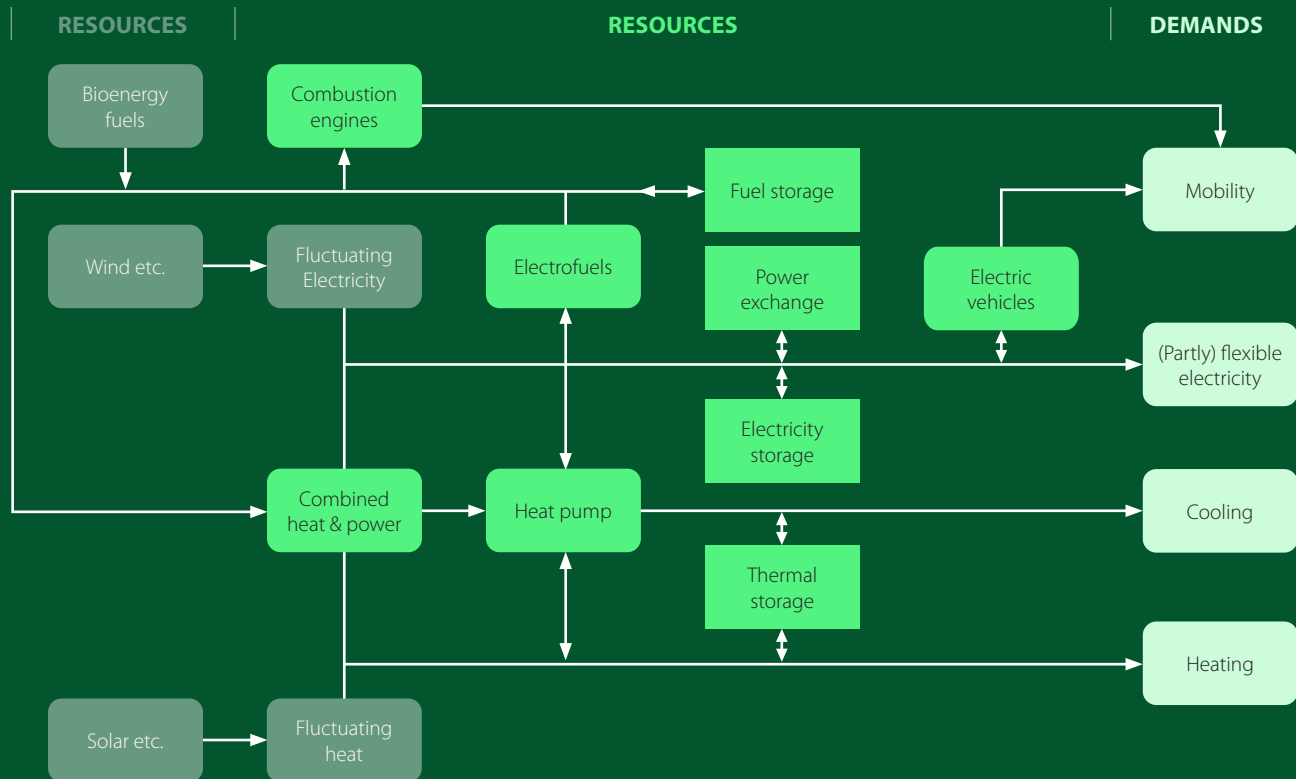 RESOURCES
RESOURCES
DEMANDS
Bioenergy
fuels
Combustion
engines
Fuel storage
Mobility
Wind etc.
Fluctuating
Electricity
Electrofuels
Power
exchange
Electric
vehicles
(Partly) flexible
electricity
Electricity
storage
Combined
heat & power
Heat pump
Cooling
Thermal
storage
Heating
Solar etc.
Fluctuating
heat